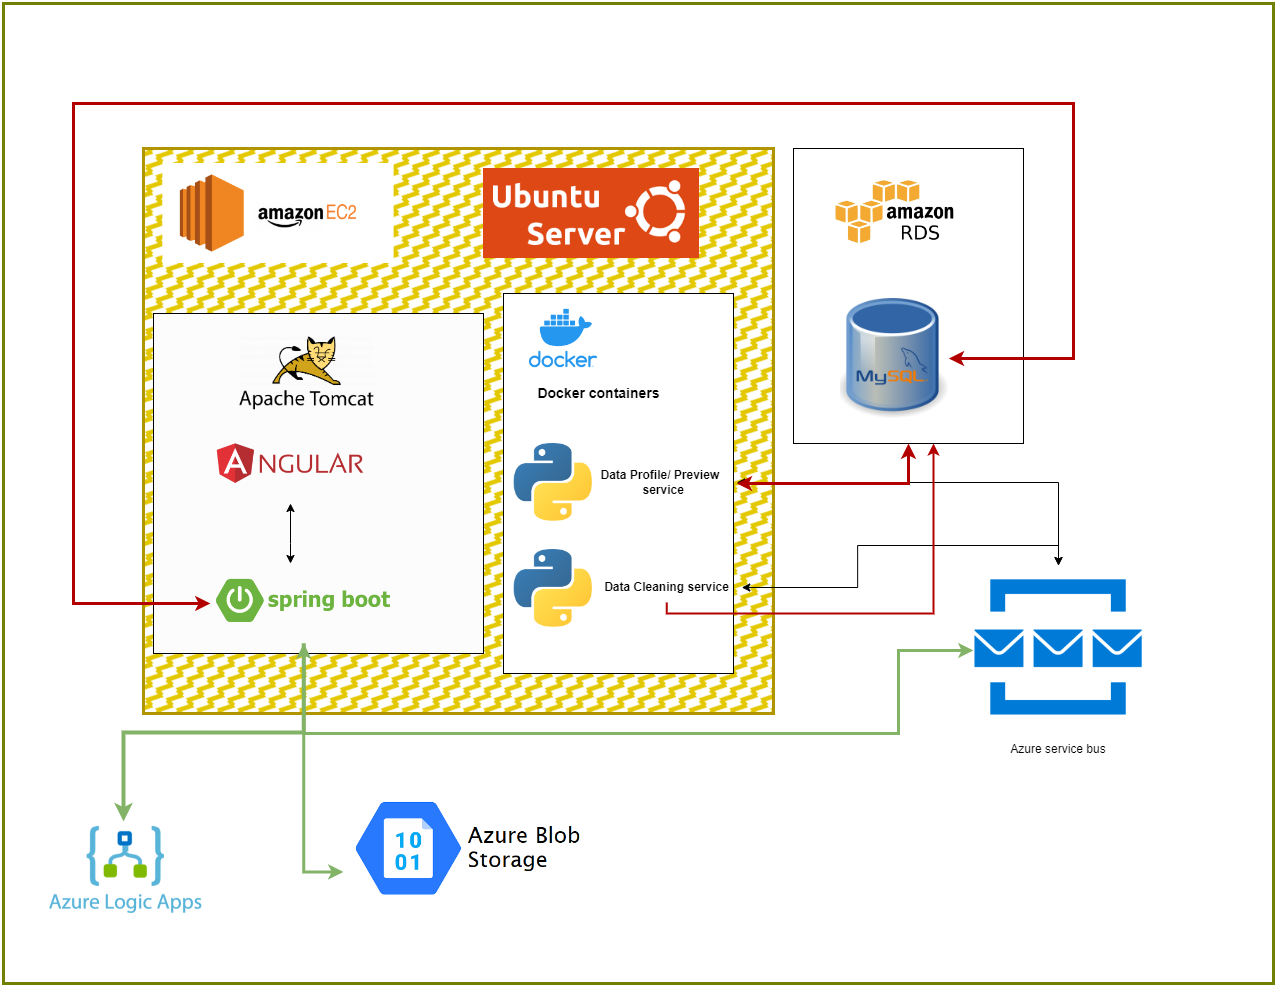 amazon EC2
Ubuntu
Server
amazon
RDS
docker
Docker containers
Apache Tomcat
MySQL
ANGULAR
Data Profile/ Preview
service
Data Cleaning service
spring boot
Azure service bus
10
01
Azure Blob
Storage
Azure Logic Apps